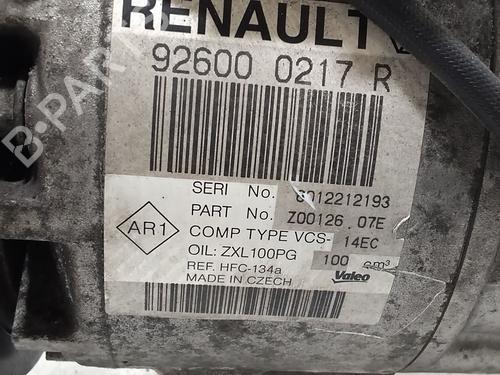 RENAULT
92600 0217 R
SERI No. 6012212193
PART No. Z00126 07E
COMP TYPE VCS- 14EC
OIL: ZXL100PG 100 cm³
REF. HFC-134a
MADE IN CZECH
Valeo
AR1
B-PARTS